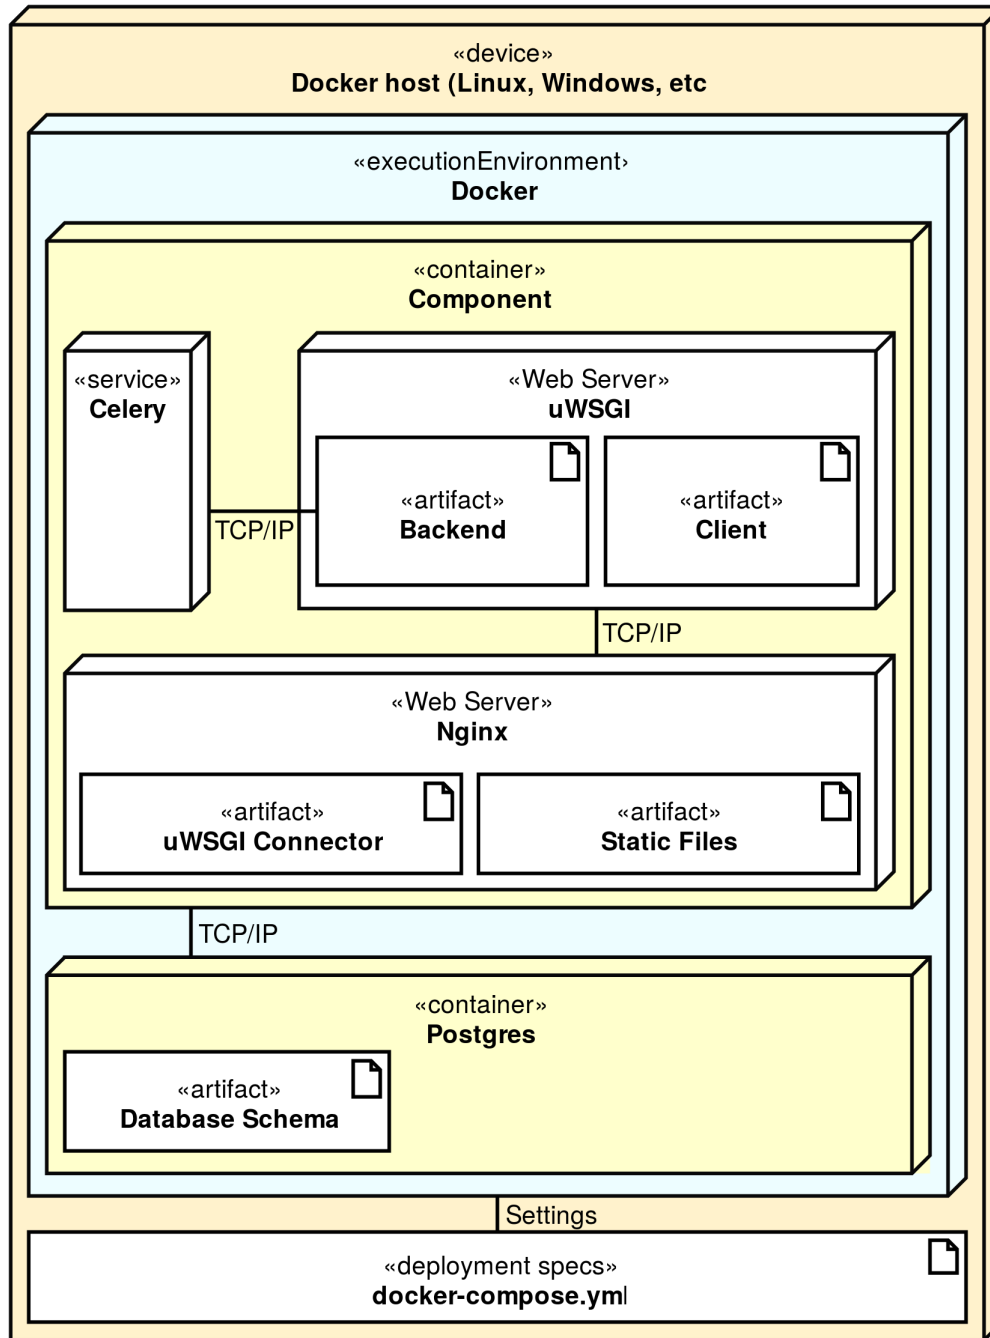 «device»
Docker host (Linux, Windows, etc
«executionEnvironment›
Docker
«container»
Component
«service»
Celery
«Web Server»
uWSGI
«artifact»
Backend
«artifact»
Client
TCP/IP
TCP/IP
«Web Server»
Nginx
«artifact»
uWSGI Connector
«artifact»
Static Files
TCP/IP
«container»
Postgres
«artifact»
Database Schema
Settings
«deployment specs»
docker-compose.yml